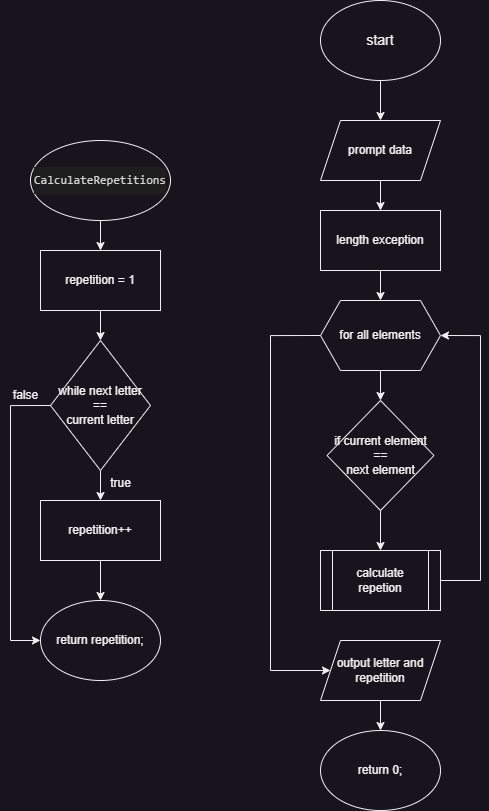 start
prompt data
length exception
for all elements
if current element
==
next element
calculate
repetion
output letter and
repetition
return 0;
CalculateRepetitions
repetition = 1
while next letter
==
current letter
false
true
repetition++
return repetition;